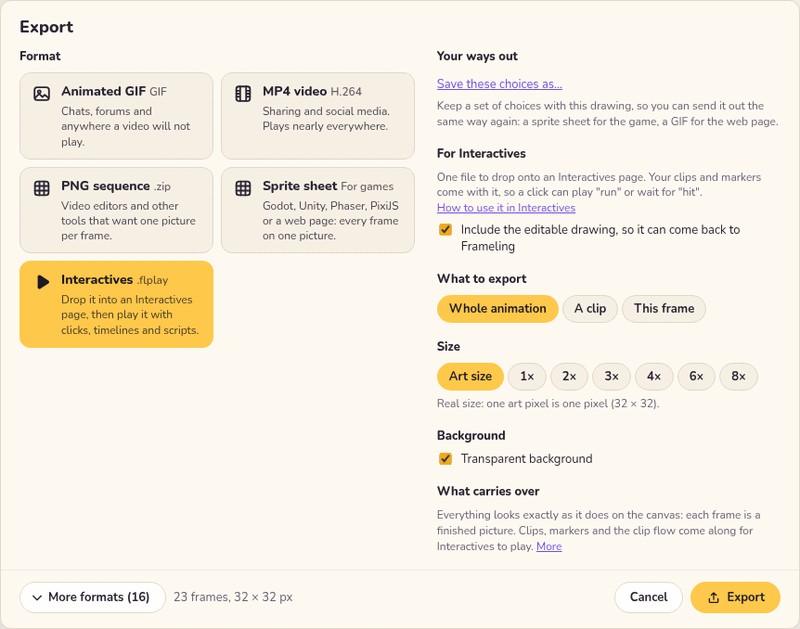 Export
Format
Animated GIF GIF
Chats, forums and
anywhere a video will not
play.
MP4 video H.264
Sharing and social media.
Plays nearly everywhere.
PNG sequence .zip
Video editors and other
tools that want one picture
per frame.
Sprite sheet For games
Godot, Unity, Phaser, PixiJS
or a web page: every frame
on one picture.
Interactives .flplay
Drop it into an Interactives
page, then play it with
clicks, timelines and scripts.
Your ways out
Save these choices as...
Keep a set of choices with this drawing, so you can send it out the
same way again: a sprite sheet for the game, a GIF for the web page.
For Interactives
One file to drop onto an Interactives page. Your clips and markers
come with it, so a click can play "run" or wait for "hit".
How to use it in Interactives
Include the editable drawing, so it can come back to
Frameling
What to export
Whole animation
A clip
This frame
Size
Art size
1×
2×
3×
4×
6×
8×
Real size: one art pixel is one pixel (32 × 32).
Background
Transparent background
What carries over
Everything looks exactly as it does on the canvas: each frame is a
finished picture. Clips, markers and the clip flow come along for
Interactives to play. More
More formats (16)
23 frames, 32 × 32 px
Cancel
Export